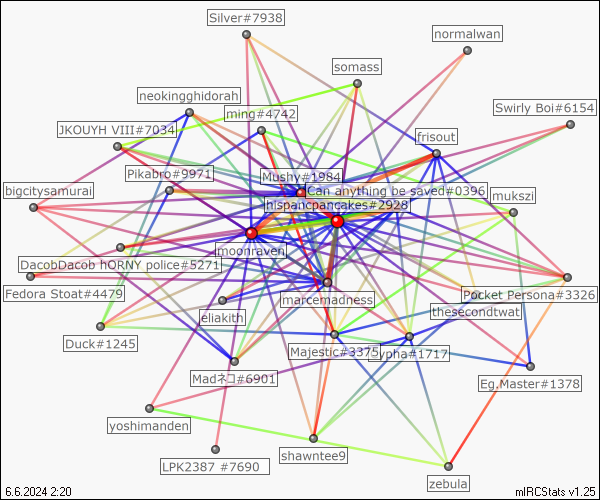 Silver#7938
normalwan
somass
neokingghidorah
ming#4742
Swirly Boi#6154
JKOUYH VIII#7034
frisout
Pikabro#9971
Mushy#1984
Can anything be saved#0396
bigcitysamurai
mukszi
hispancpancakes#2928
moonraven
DacobDacob hORNY police#5271
Fedora Stoat#4479
marcemadness
Pocket Persona#3326
eliakith
thesecondtwat
Duck#1245
Majestic#3375
ypha#1717
Madネコ#6901
Eg.Master#1378
yoshimanden
shawntee9
LPK2387 #7690
zebula
6.6.2024 2:20
mIRCStats v1.25